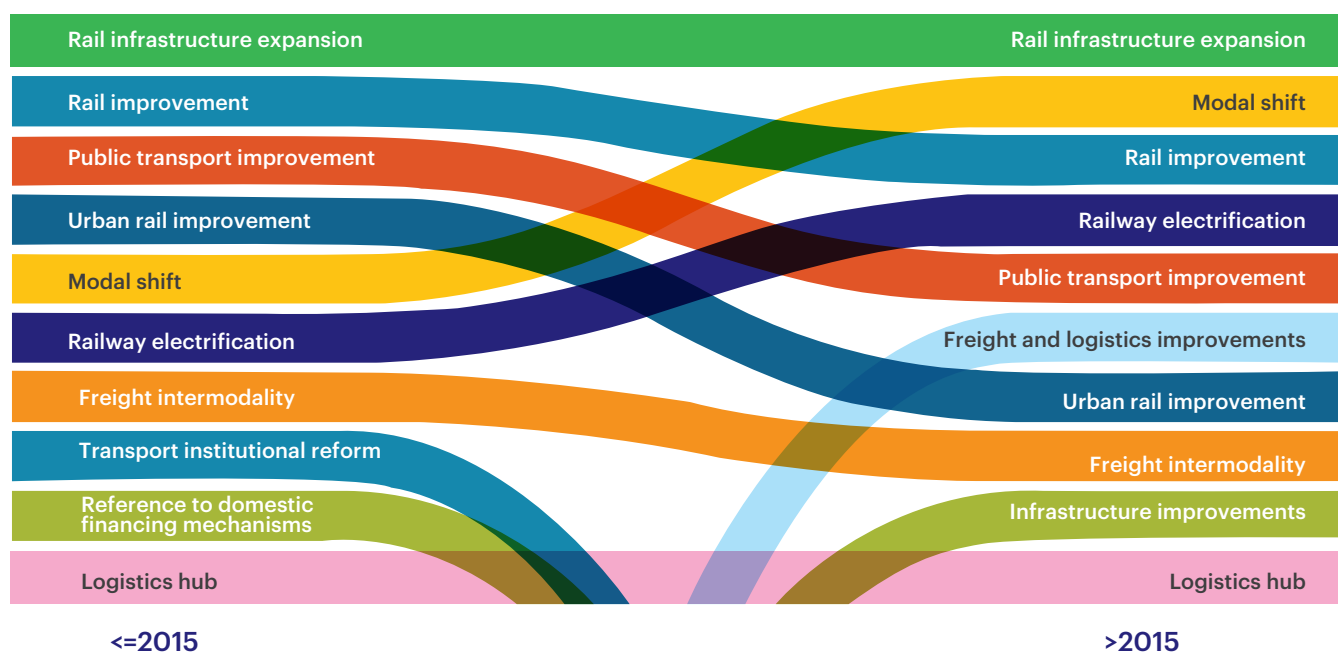 Rail infrastructure expansion
Rail improvement
Public transport improvement
Urban rail improvement
Modal shift
Railway electrification
Freight intermodality
Transport institutional reform
Reference to domestic
financing mechanisms
Logistics hub
<=2015
Rail infrastructure expansion
Modal shift
Rail improvement
Railway electrification
Public transport improvement
Freight and logistics improvements
Urban rail improvement
Freight intermodality
Infrastructure improvements
Logistics hub
>2015